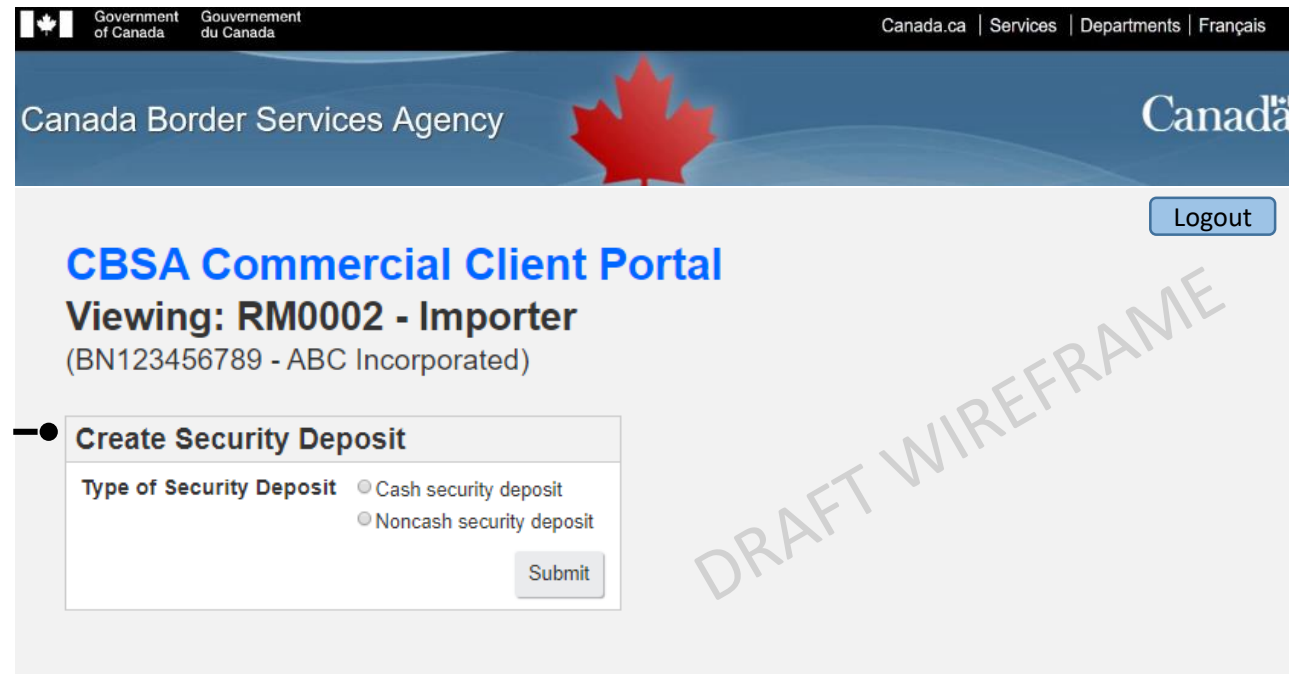 Government Gouvernement
of Canada du Canada
Canada.ca | Services | Departments | Français
Canada Border Services Agency
Canada
Logout
CBSA Commercial Client Portal
Viewing: RM0002 - Importer
(BN123456789 - ABC Incorporated)
DRAFT WIREFRAME
Create Security Deposit
Type of Security Deposit Cash security deposit
Noncash security deposit
Submit